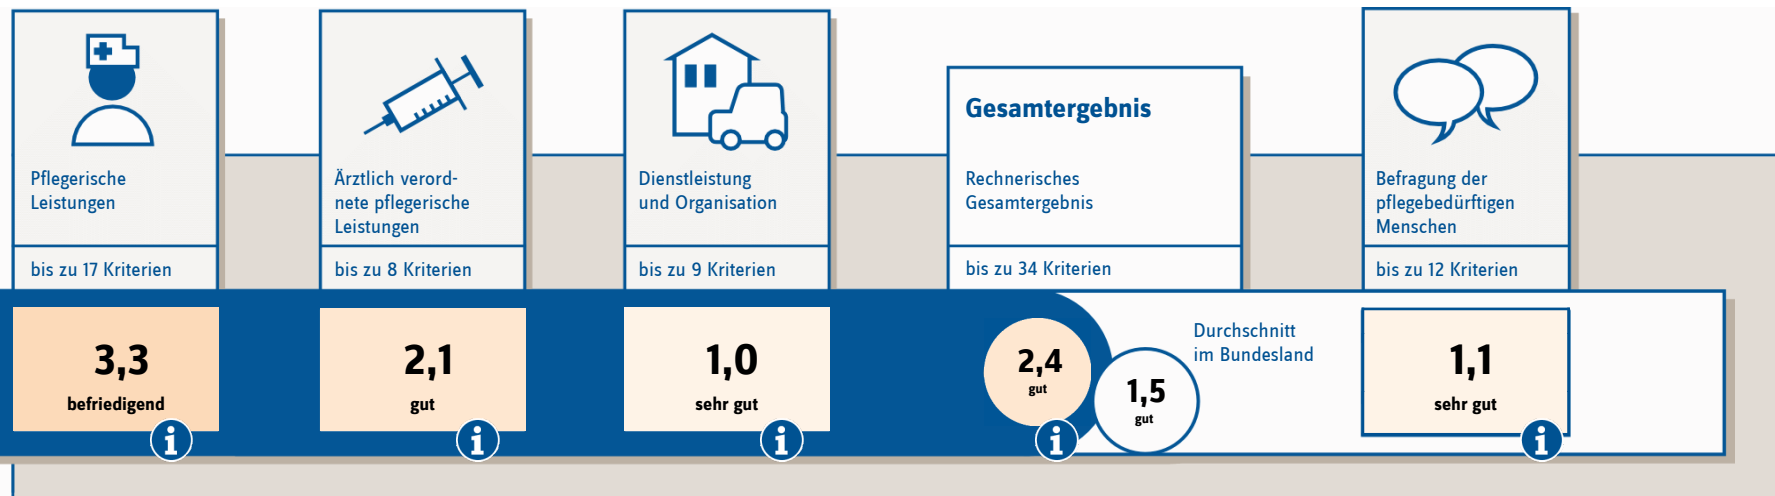 Pflegerische
Leistungen
bis zu 17 Kriterien
3,3
befriedigend
i
Ärztlich verord-
nete pflegerische
Leistungen
bis zu 8 Kriterien
2,1
gut
i
Dienstleistung
und Organisation
bis zu 9 Kriterien
1,0
sehr gut
i
Gesamtergebnis
Rechnerisches
Gesamtergebnis
bis zu 34 Kriterien
2,4
gut
i
1,5
gut
Durchschnitt
im Bundesland
Befragung der
pflegebedürftigen
Menschen
bis zu 12 Kriterien
1,1
sehr gut
i